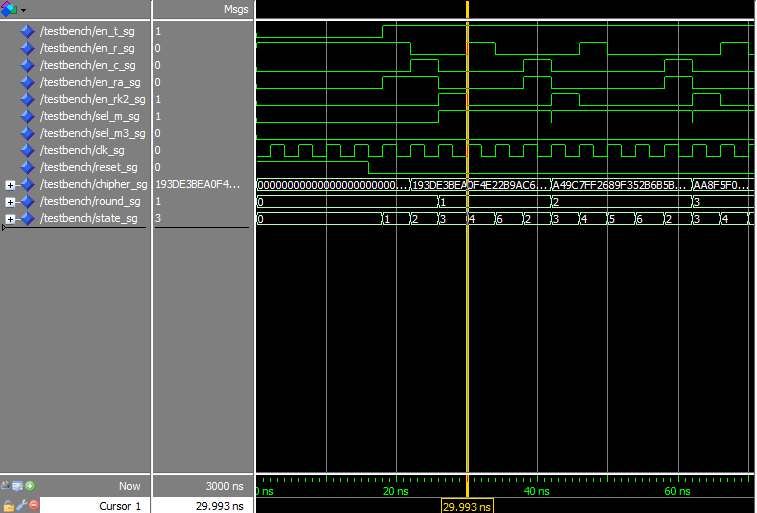 Msgs
/testbench/en_t_sg 1
/testbench/en_r_sg 0
/testbench/en_c_sg 0
/testbench/en_ra_sg 0
/testbench/en_rk2_sg 1
/testbench/sel_m_sg 1
/testbench/sel_m3_sg 0
/testbench/clk_sg 0
/testbench/reset_sg 0
/testbench/chipher_sg 193DE3BEA0F4... 00000000000000000000000... 193DE3BEA0F4E22B9AC6... A49C7FF2689F352B6B5B... AA8F5F0...
/testbench/round_sg 1 0 1 2 3
/testbench/state_sg 3 0 1 2 3 4 6 2 3 4 5 6 2 3 4
Now 3000 ns 0 ns 20 ns 40 ns 60 ns
Cursor 1 29.993 ns 29.993 ns